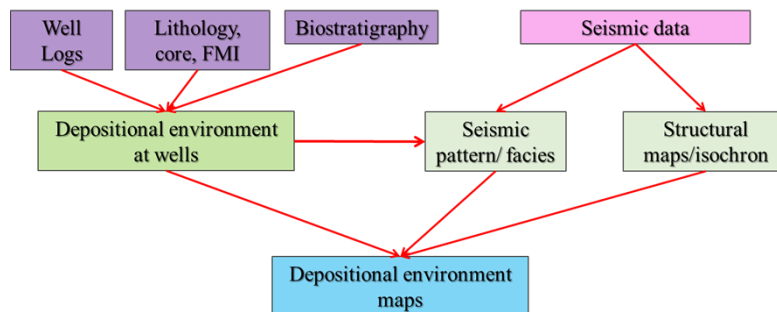 Well
Logs
Lithology,
core, FMI
Biostratigraphy
Seismic data
Depositional environment
at wells
Seismic
pattern/ facies
Structural
maps/isochron
Depositional environment
maps